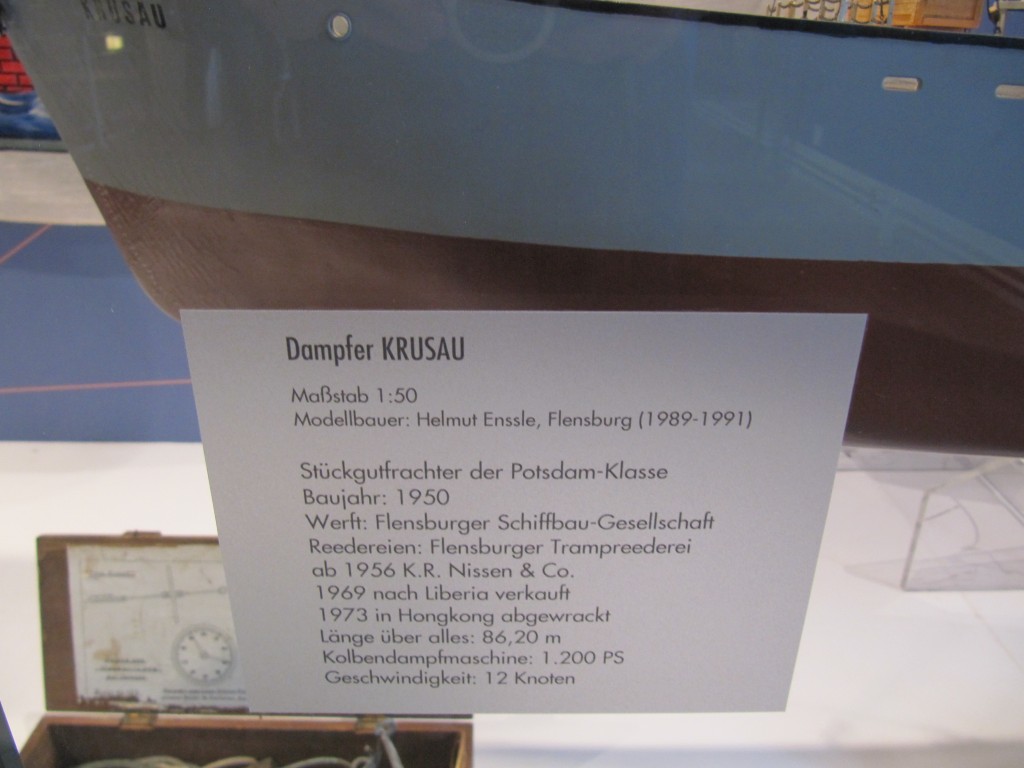 KRUSAU
Dampfer KRUSAU
Maßstab 1:50
Modellbauer: Helmut Enssle, Flensburg (1989-1991)
Stückgutfrachter der Potsdam-Klasse
Baujahr: 1950
Werft: Flensburger Schiffbau-Gesellschaft
Reedereien: Flensburger Trampreederei
ab 1956 K.R. Nissen & Co.
1969 nach Liberia verkauft
1973 in Hongkong abgewrackt
Länge über alles: 86,20 m
Kolbendampfmaschine: 1.200 PS
Geschwindigkeit: 12 Knoten